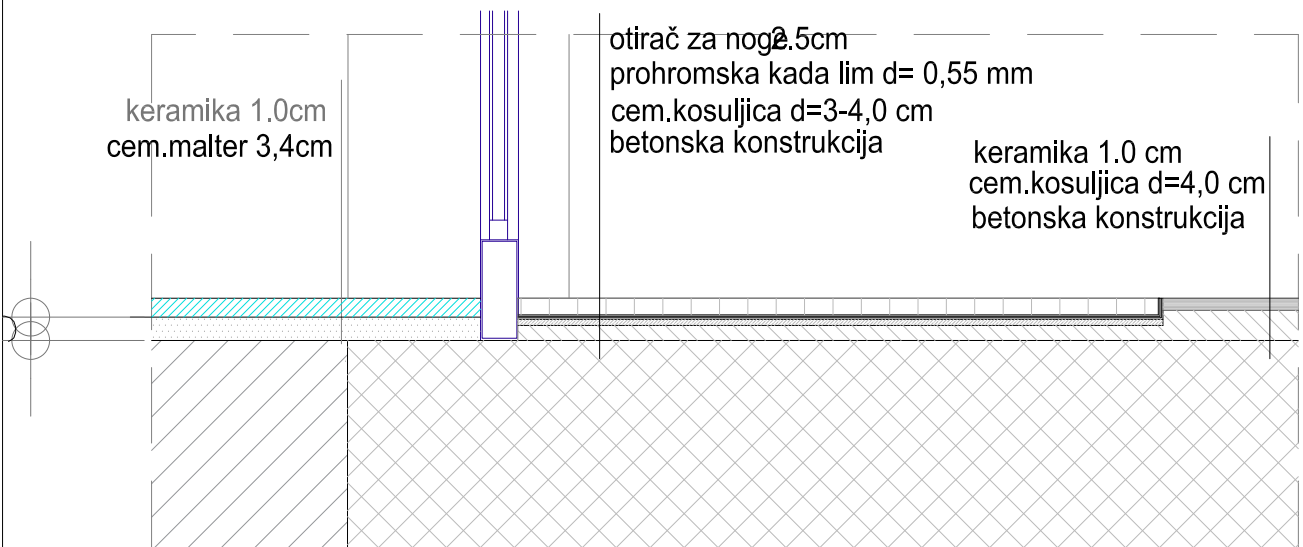 keramika 1.0cm
cem.malter 3,4cm
otirač za noge 2.5cm
prohromska kada lim d= 0,55 mm
cem.kosuljica d=3-4,0 cm
betonska konstrukcija
keramika 1.0 cm
cem.kosuljica d=4,0 cm
betonska konstrukcija